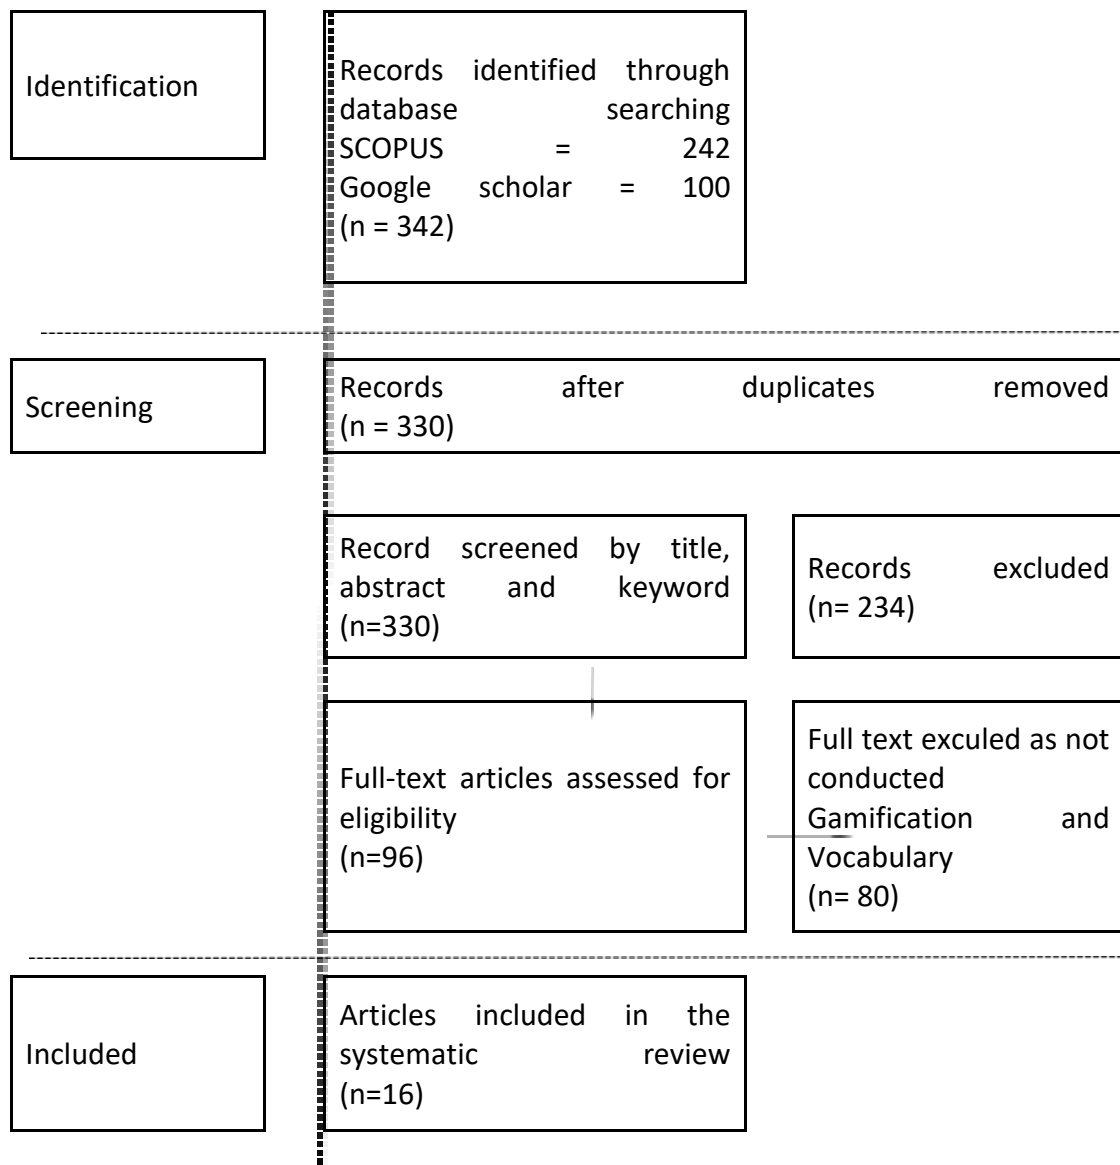 Identification
Records identified through
database searching
SCOPUS = 242
Google scholar = 100
(n = 342)
Screening
Records after duplicates removed
(n = 330)
Record screened by title,
abstract and keyword
(n=330)
Records excluded
(n= 234)
Full-text articles assessed for
eligibility
(n=96)
Full text exculed as not
conducted
Gamification and
Vocabulary
(n= 80)
Included
Articles included in the
systematic review
(n=16)